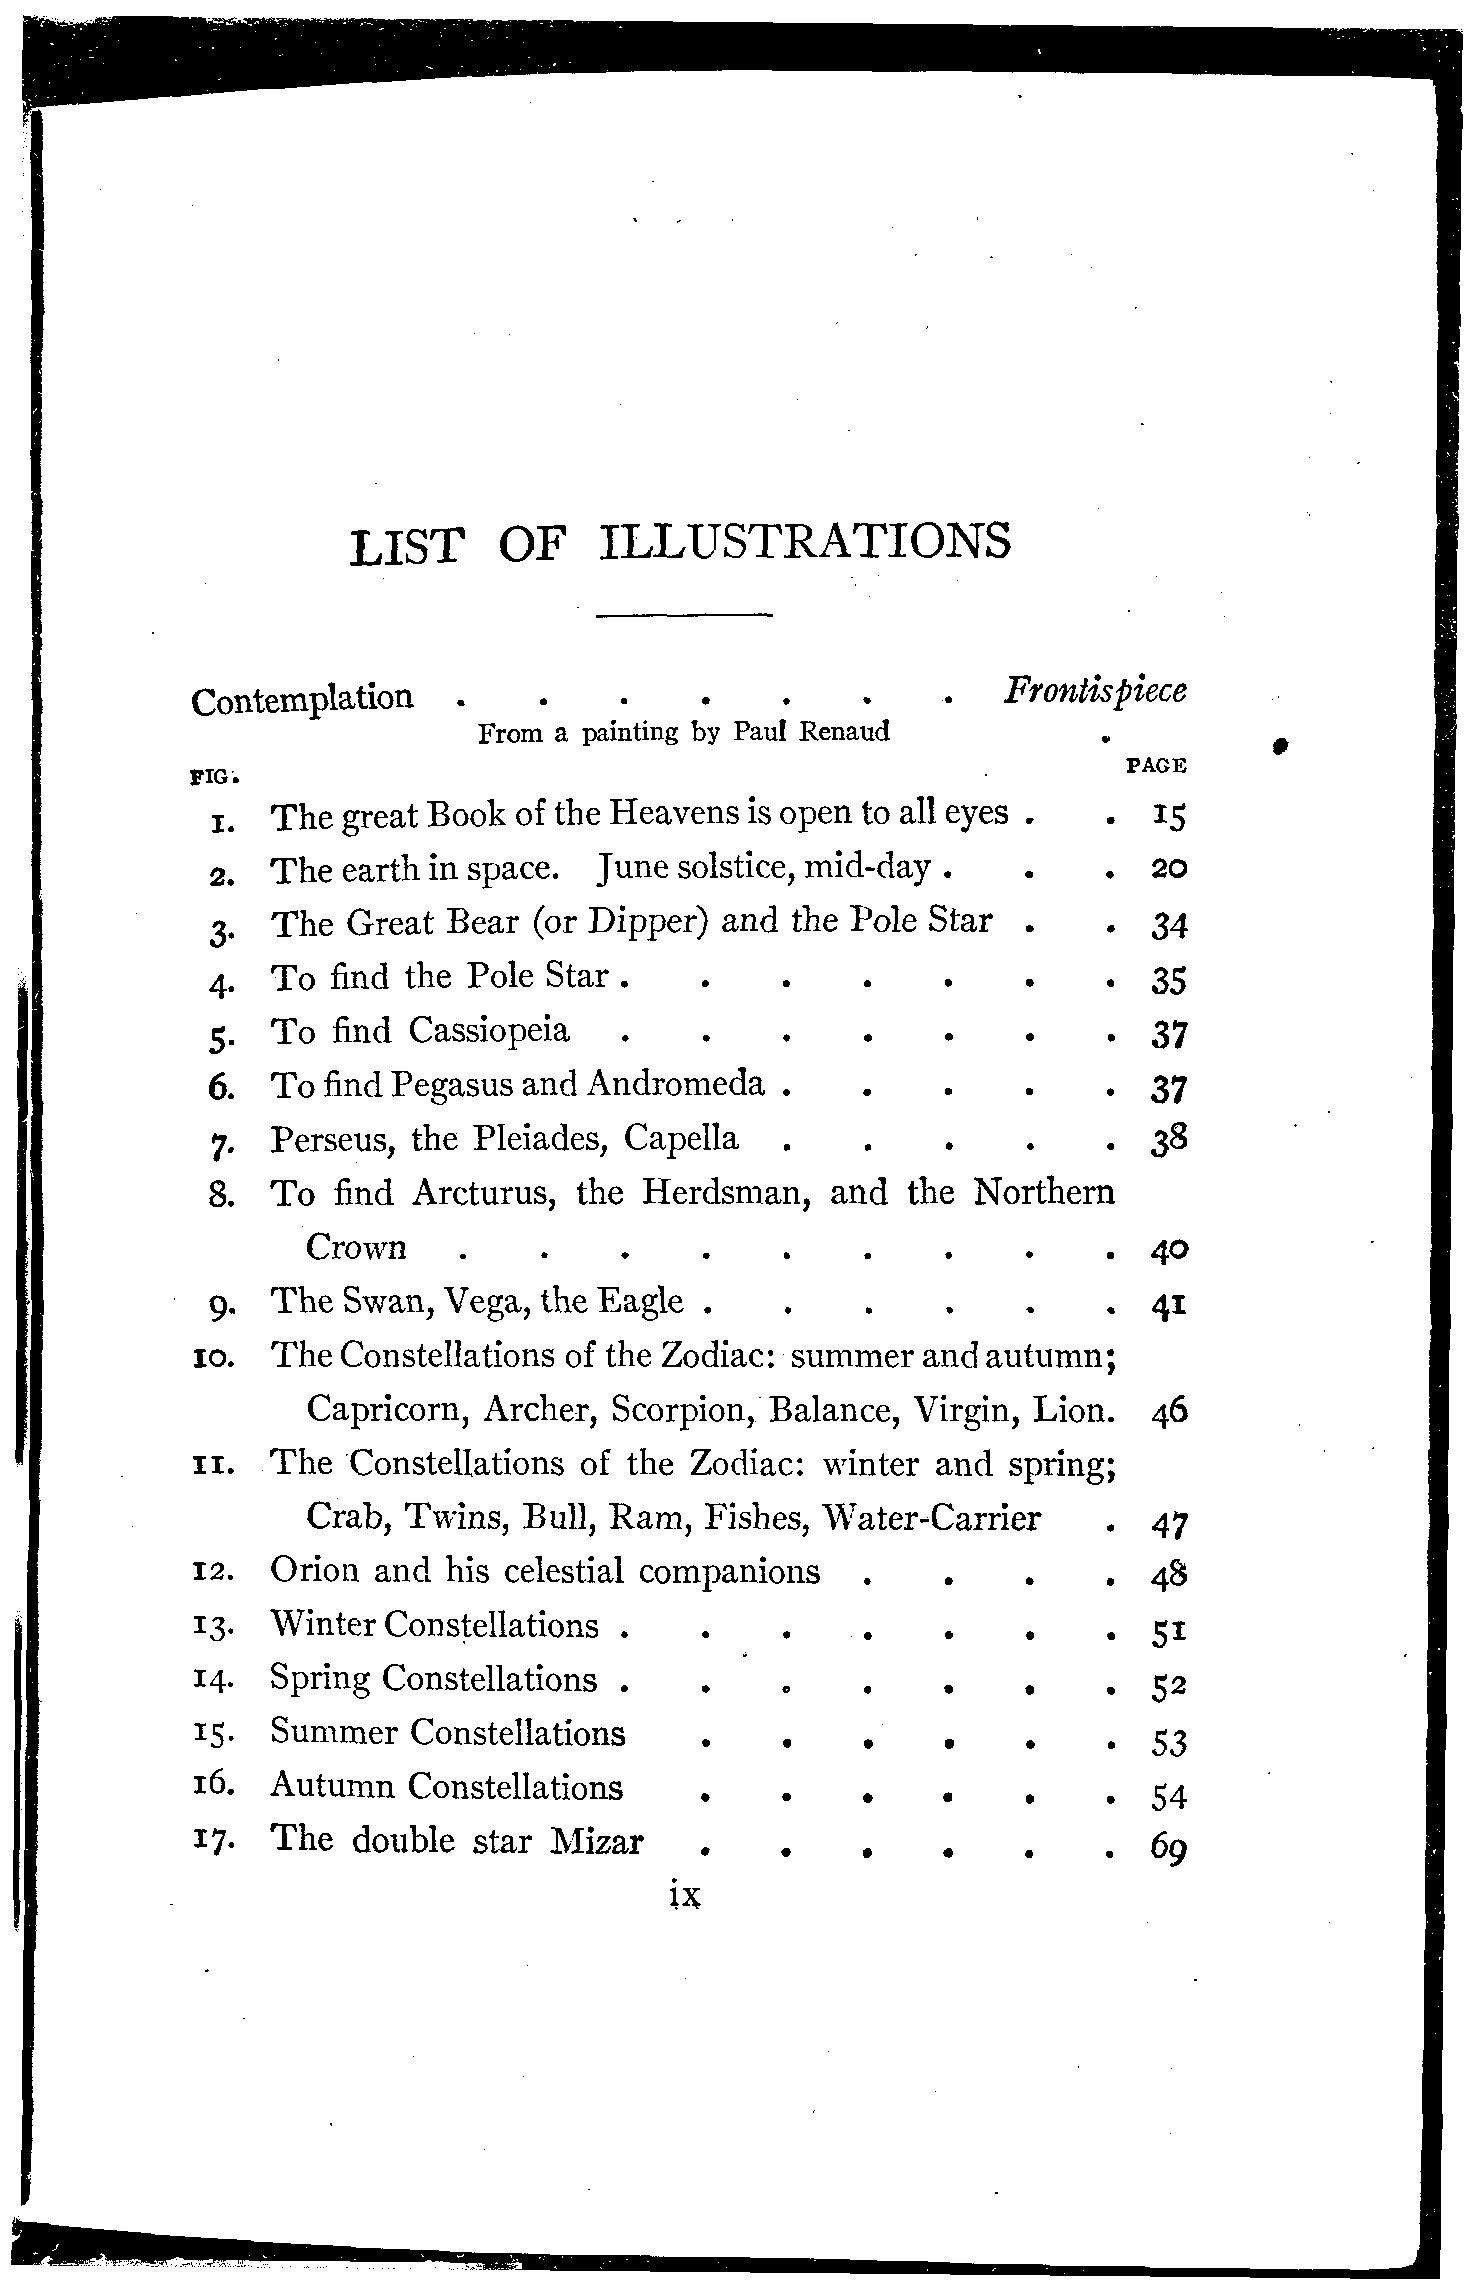 LIST OF ILLUSTRATIONS
Contemplation . . . . . . . Frontispiece
From a painting by Paul Renaud
FIG. PAGE
1. The great Book of the Heavens is open to all eyes . . 15
2. The earth in space. June solstice, mid-day . . . 20
3. The Great Bear (or Dipper) and the Pole Star . . 34
4. To find the Pole Star . . . . . . . 35
5. To find Cassiopeia . . . . . . . 37
6. To find Pegasus and Andromeda . . . . . 37
7. Perseus, the Pleiades, Capella . . . . . 38
8. To find Arcturus, the Herdsman, and the Northern
Crown . . . . . . . . . 40
9. The Swan, Vega, the Eagle . . . . . . 41
10. The Constellations of the Zodiac: summer and autumn;
Capricorn, Archer, Scorpion, Balance, Virgin, Lion. 46
11. The Constellations of the Zodiac: winter and spring;
Crab, Twins, Bull, Ram, Fishes, Water-Carrier . 47
12. Orion and his celestial companions . . . . 48
13. Winter Constellations . . . . . . . 51
14. Spring Constellations . . . . . . . 52
15. Summer Constellations . . . . . . 53
16. Autumn Constellations . . . . . . 54
17. The double star Mizar . . . . . . 69
ix